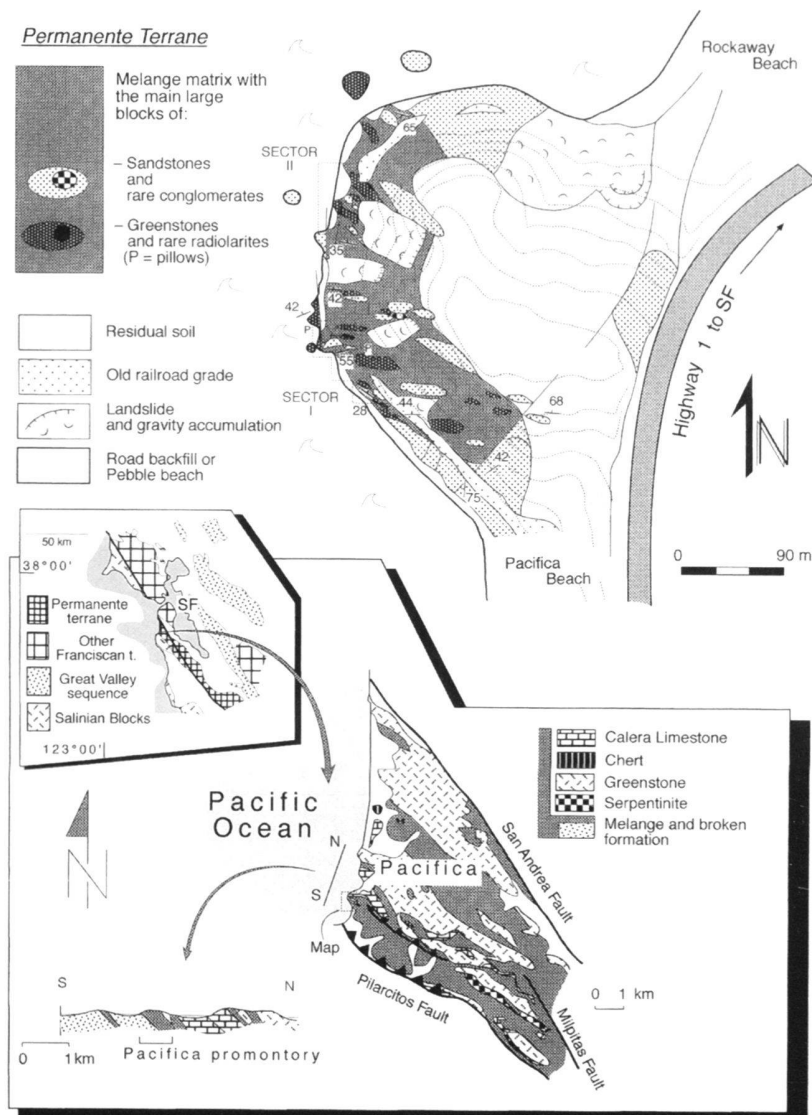 Permanente Terrane
Melange matrix with
the main large
blocks of:
– Sandstones
and
rare conglomerates
– Greenstones
and rare radiolarites
(P = pillows)
Residual soil
Old railroad grade
Landslide
and gravity accumulation
Road backfill or
Pebble beach
Rockaway
Beach
SECTOR
II
65
35
42
42
P
55
SECTOR
I
28
44
68
42
75
Highway 1 to SF
N
Pacifica
Beach
0 90 m
50 km
38°00'
SF
Permanente
terrane
Other
Franciscan t.
Great Valley
sequence
Salinian Blocks
123°00'
N
Pacific
Ocean
N
S
Map
Pacifica
San Andrea Fault
Pilarcitos Fault
Milpitas Fault
0 1 km
Calera Limestone
Chert
Greenstone
Serpentinite
Melange and broken
formation
S N
0 1km
Pacifica promontory